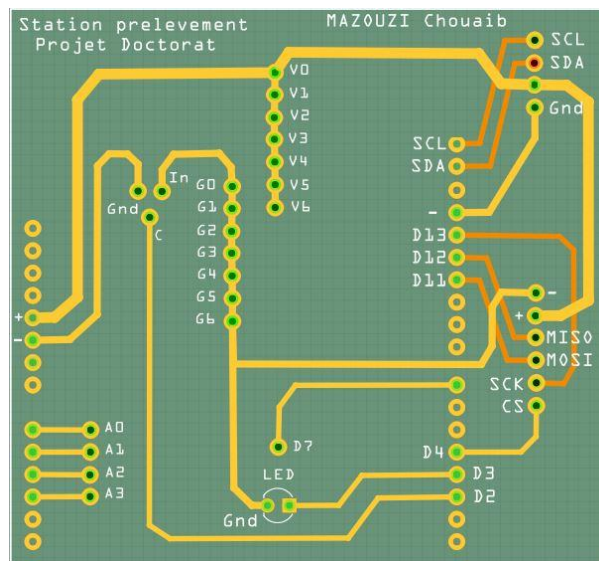 Station prelevement
Projet Doctorat
MAZOUZI Chouaib
SCL
SDA
Gnd
V0
V1
V2
V3
V4
V5
V6
SCL
SDA
-
In
Gnd
C
G0
G1
G2
G3
G4
G5
G6
D13
D12
D11
+
-
-
+
MISO
MOSI
SCK
CS
A0
A1
A2
A3
D7
LED
Gnd
D4
D3
D2